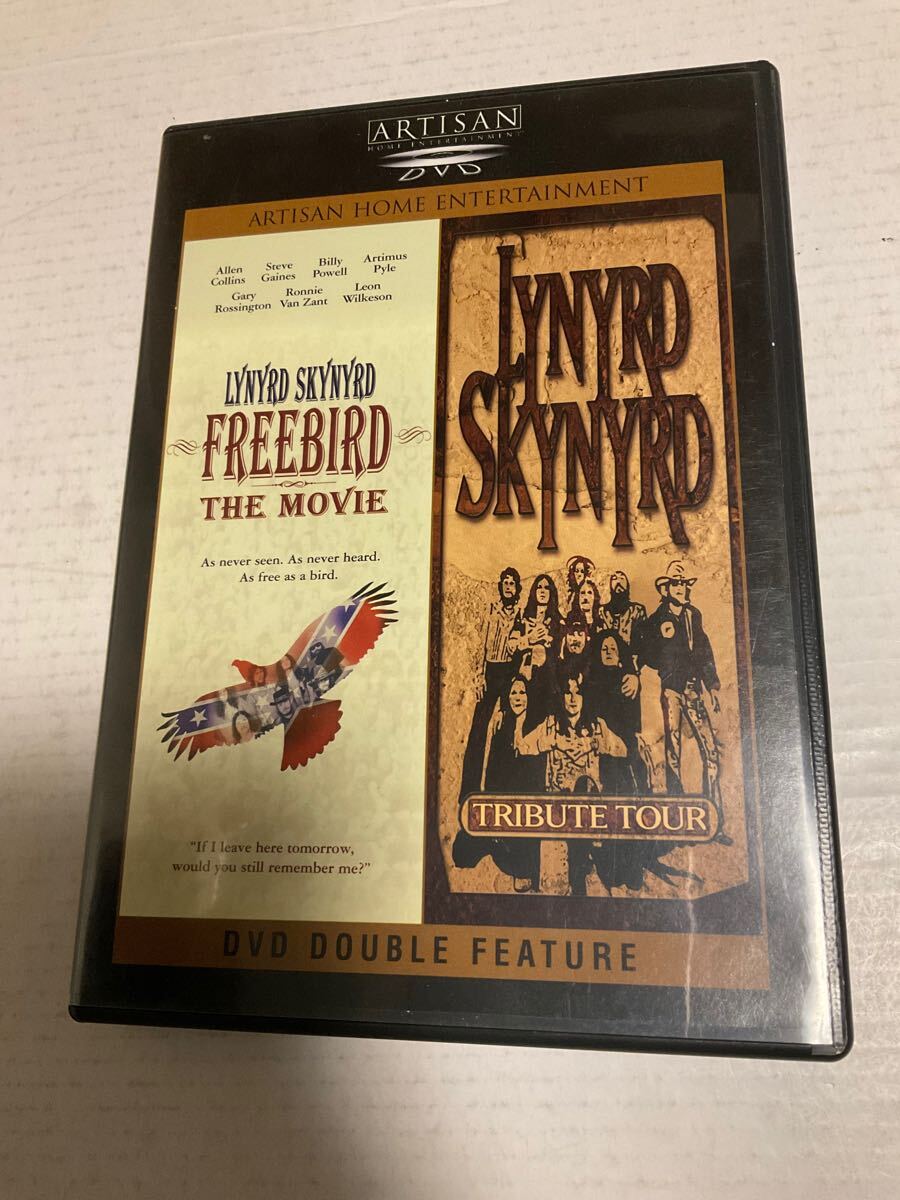 ARTISAN
HOME ENTERTAINMENT
DVD
ARTISAN HOME ENTERTAINMENT
Allen Steve Billy Artimus
Collins Gaines Powell Pyle
Gary Ronnie Leon
Rossington Van Zant Wilkeson
LYNYRD SKYNYRD
FREEBIRD
THE MOVIE
As never seen. As never heard.
As free as a bird.
"If I leave here tomorrow,
would you still remember me?"
LYNYRD
SKYNYRD
TRIBUTE TOUR
DVD DOUBLE FEATURE